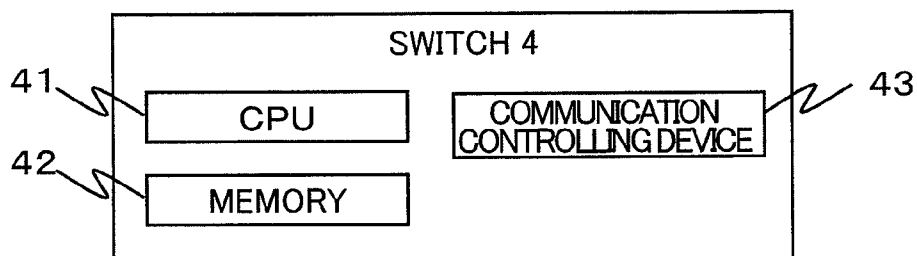 SWITCH 4
41
CPU
COMMUNICATION
CONTROLLING DEVICE
43
42
MEMORY